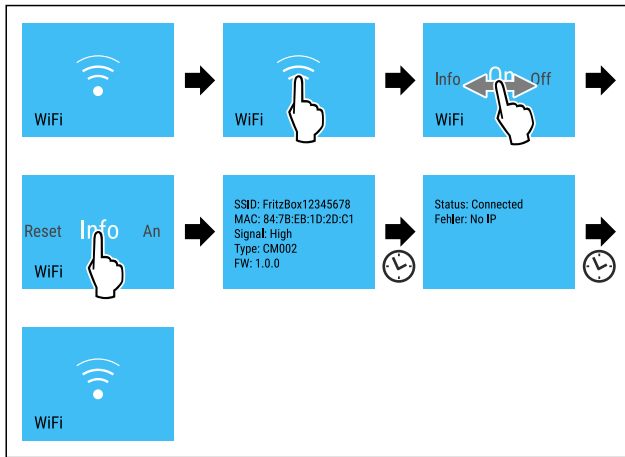 WiFi
WiFi
Info On Off
WiFi
Reset Info An
WiFi
SSID: FritzBox12345678
MAC: 84:7B:EB:1D:2D:C1
Signal: High
Type: CM002
FW: 1.0.0
Status: Connected
Fehler: No IP
WiFi